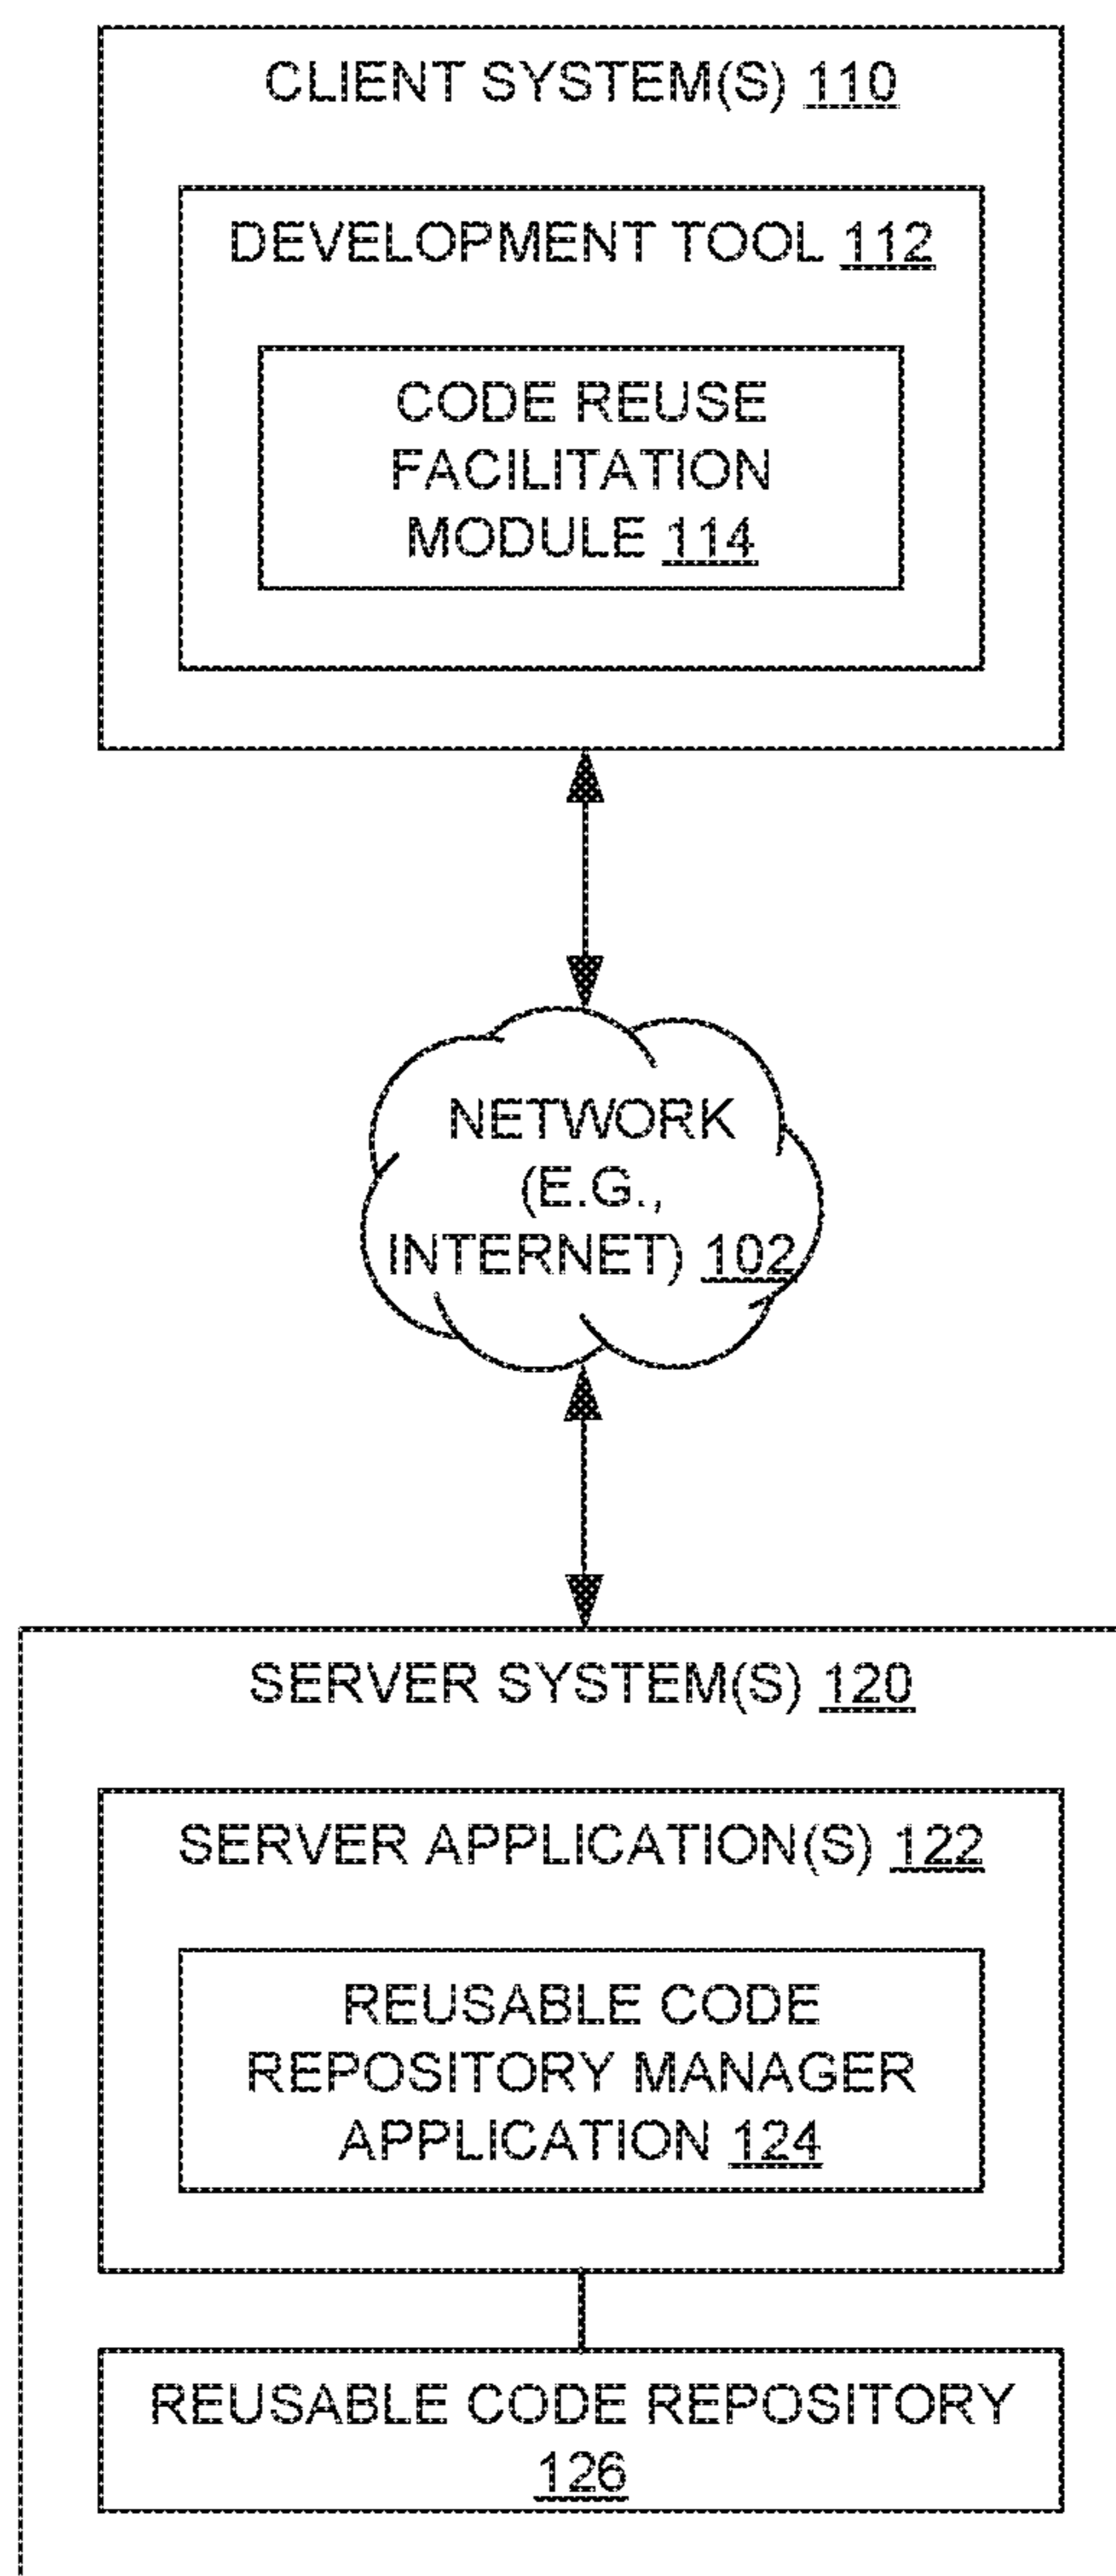 CLIENT SYSTEM(S) 110
DEVELOPMENT TOOL 112
CODE REUSE
FACILITATION
MODULE 114
NETWORK
(E.G.,
INTERNET) 102
SERVER SYSTEM(S) 120
SERVER APPLICATION(S) 122
REUSABLE CODE
REPOSITORY MANAGER
APPLICATION 124
REUSABLE CODE REPOSITORY
126